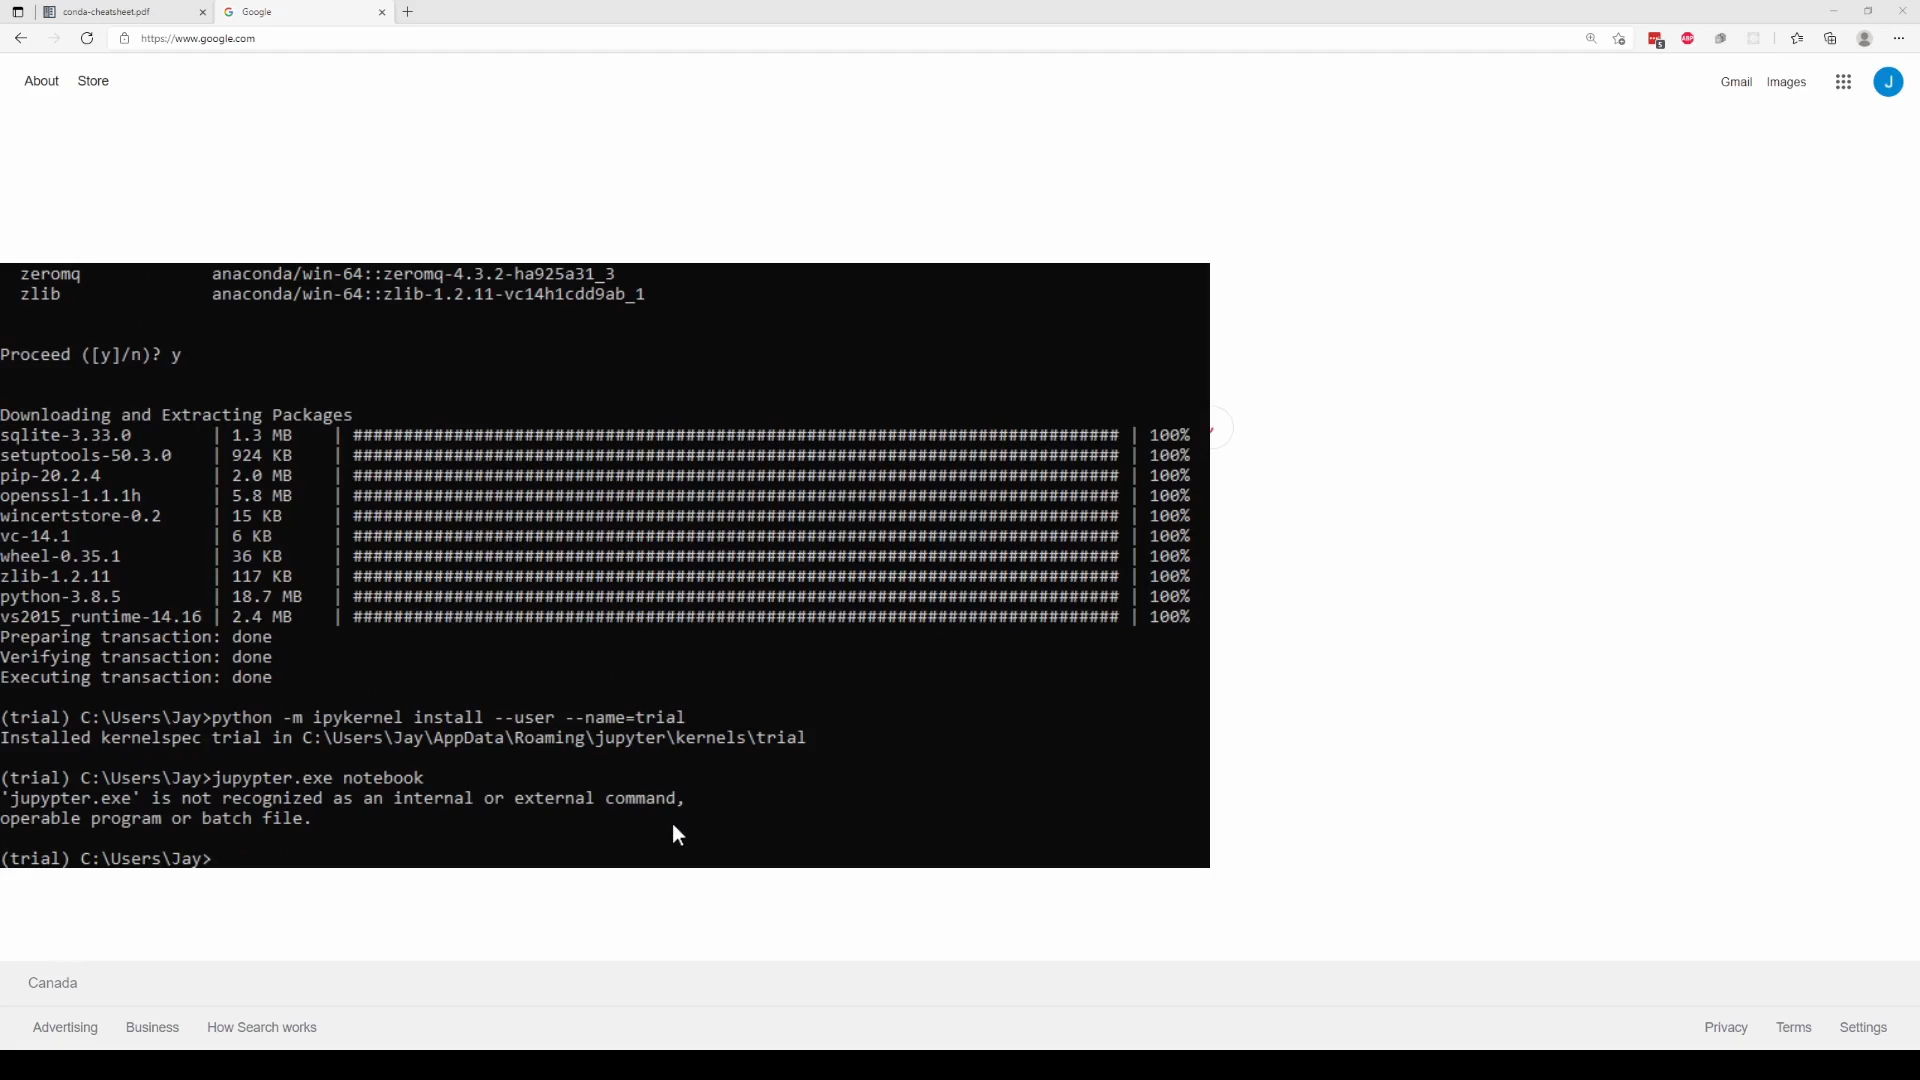 conda-cheatsheet.pdf
Google
https://www.google.com
5
ABP
About Store
Gmail Images
J
zeromq anaconda/win-64::zeromq-4.3.2-ha925a31_3
zlib anaconda/win-64::zlib-1.2.11-vc14h1cdd9ab_1
Proceed ([y]/n)? y
Downloading and Extracting Packages
sqlite-3.33.0 | 1.3 MB | ############################################################################ | 100%
setuptools-50.3.0 | 924 KB | ############################################################################ | 100%
pip-20.2.4 | 2.0 MB | ############################################################################ | 100%
openssl-1.1.1h | 5.8 MB | ############################################################################ | 100%
wincertstore-0.2 | 15 KB | ############################################################################ | 100%
vc-14.1 | 6 KB | ############################################################################ | 100%
wheel-0.35.1 | 36 KB | ############################################################################ | 100%
zlib-1.2.11 | 117 KB | ############################################################################ | 100%
python-3.8.5 | 18.7 MB | ############################################################################ | 100%
vs2015_runtime-14.16 | 2.4 MB | ############################################################################ | 100%
Preparing transaction: done
Verifying transaction: done
Executing transaction: done
(trial) C:\Users\Jay>python -m ipykernel install --user --name=trial
Installed kernelspec trial in C:\Users\Jay\AppData\Roaming\jupyter\kernels\trial
(trial) C:\Users\Jay>jupypter.exe notebook
'jupypter.exe' is not recognized as an internal or external command,
operable program or batch file.
(trial) C:\Users\Jay>
Canada
Advertising Business How Search works
Privacy Terms Settings